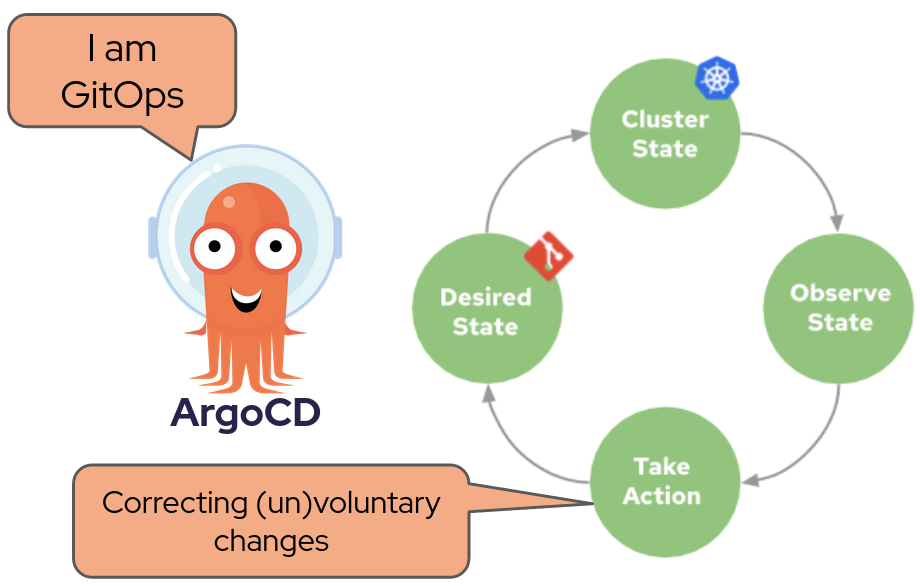 I am
GitOps
ArgoCD
Cluster
State
Desired
State
Observe
State
Take
Action
Correcting (un)voluntary
changes